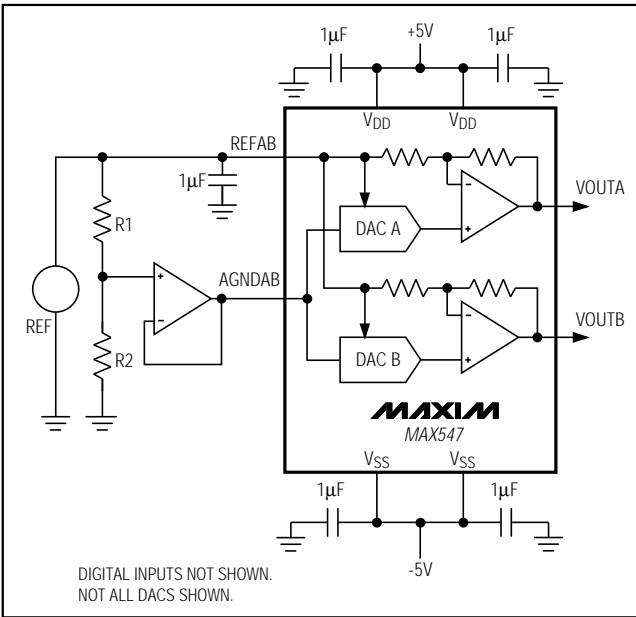 1μF
+5V
1μF
VDD
VDD
REFAB
1μF
R1
DAC A
VOUTA
AGNDAB
REF
R2
DAC B
VOUTB
MAXIM
MAX547
VSS
VSS
1μF
1μF
-5V
DIGITAL INPUTS NOT SHOWN.
NOT ALL DACS SHOWN.